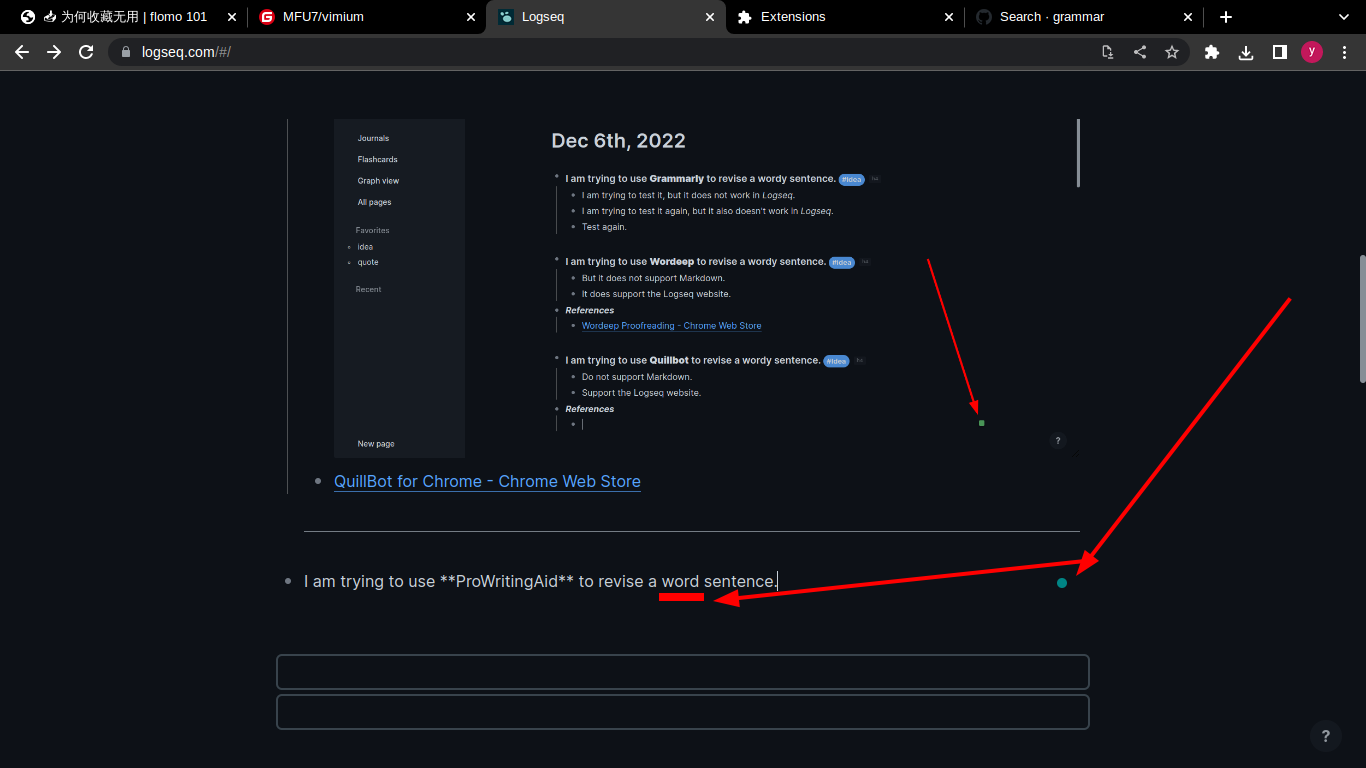 为何收藏无用 | flomo 101
MFU7/vimium
Logseq
Extensions
Search · grammar
logseq.com/#/
y
Journals
Flashcards
Graph view
All pages
Favorites
idea
quote
Recent
New page
Dec 6th, 2022
I am trying to use Grammarly to revise a wordy sentence. #idea
I am trying to test it, but it does not work in Logseq.
I am trying to test it again, but it also doesn't work in Logseq.
Test again.
I am trying to use Wordeep to revise a wordy sentence. #idea
But it does not support Markdown.
It does support the Logseq website.
References
Wordeep Proofreading - Chrome Web Store
I am trying to use Quillbot to revise a wordy sentence. #idea
Do not support Markdown.
Support the Logseq website.
References
?
QuillBot for Chrome - Chrome Web Store
I am trying to use **ProWritingAid** to revise a word sentence.
?